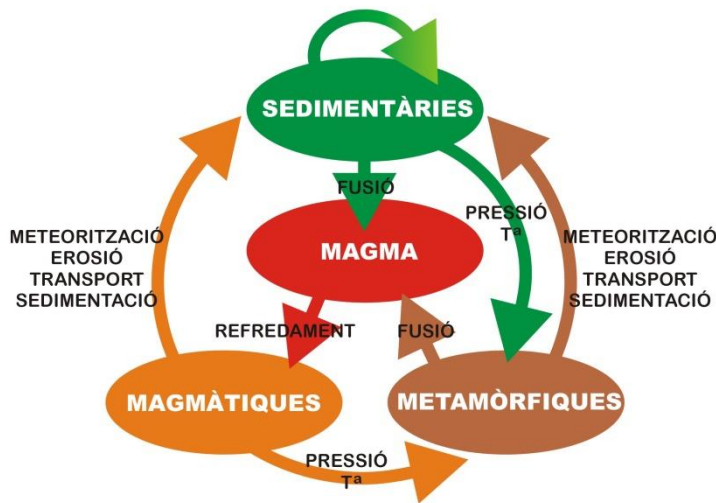 SEDIMENTÀRIES
FUSIÓ
PRESSIÓ
Tª
METEORITZACIÓ
EROSIÓ
TRANSPORT
SEDIMENTACIÓ
MAGMA
METEORITZACIÓ
EROSIÓ
TRANSPORT
SEDIMENTACIÓ
REFREDAMENT
FUSIÓ
MAGMÀTIQUES
METAMÒRFIQUES
PRESSIÓ
Tª